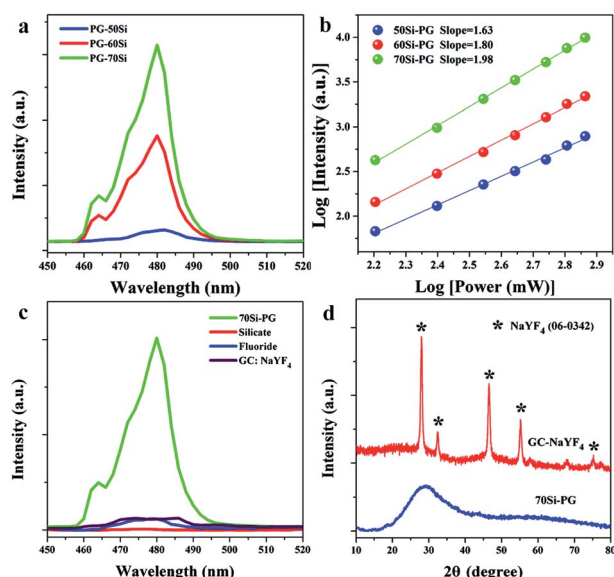 a
PG-50Si
PG-60Si
PG-70Si
Intensity (a.u.)
450 460 470 480 490 500 510 520
Wavelength (nm)
b
50Si-PG Slope=1.63
60Si-PG Slope=1.80
70Si-PG Slope=1.98
Log [Intensity (a.u.)]
4.0
3.5
3.0
2.5
2.0
2.2 2.3 2.4 2.5 2.6 2.7 2.8 2.9
Log [Power (mW)]
c
70Si-PG
Silicate
Fluoride
GC: NaYF₄
Intensity (a.u.)
450 460 470 480 490 500 510 520
Wavelength (nm)
d
* NaYF₄ (06-0342)
*
*
*
*
*
GC-NaYF₄
70Si-PG
Intensity (a.u.)
10 20 30 40 50 60 70 80
2θ (degree)